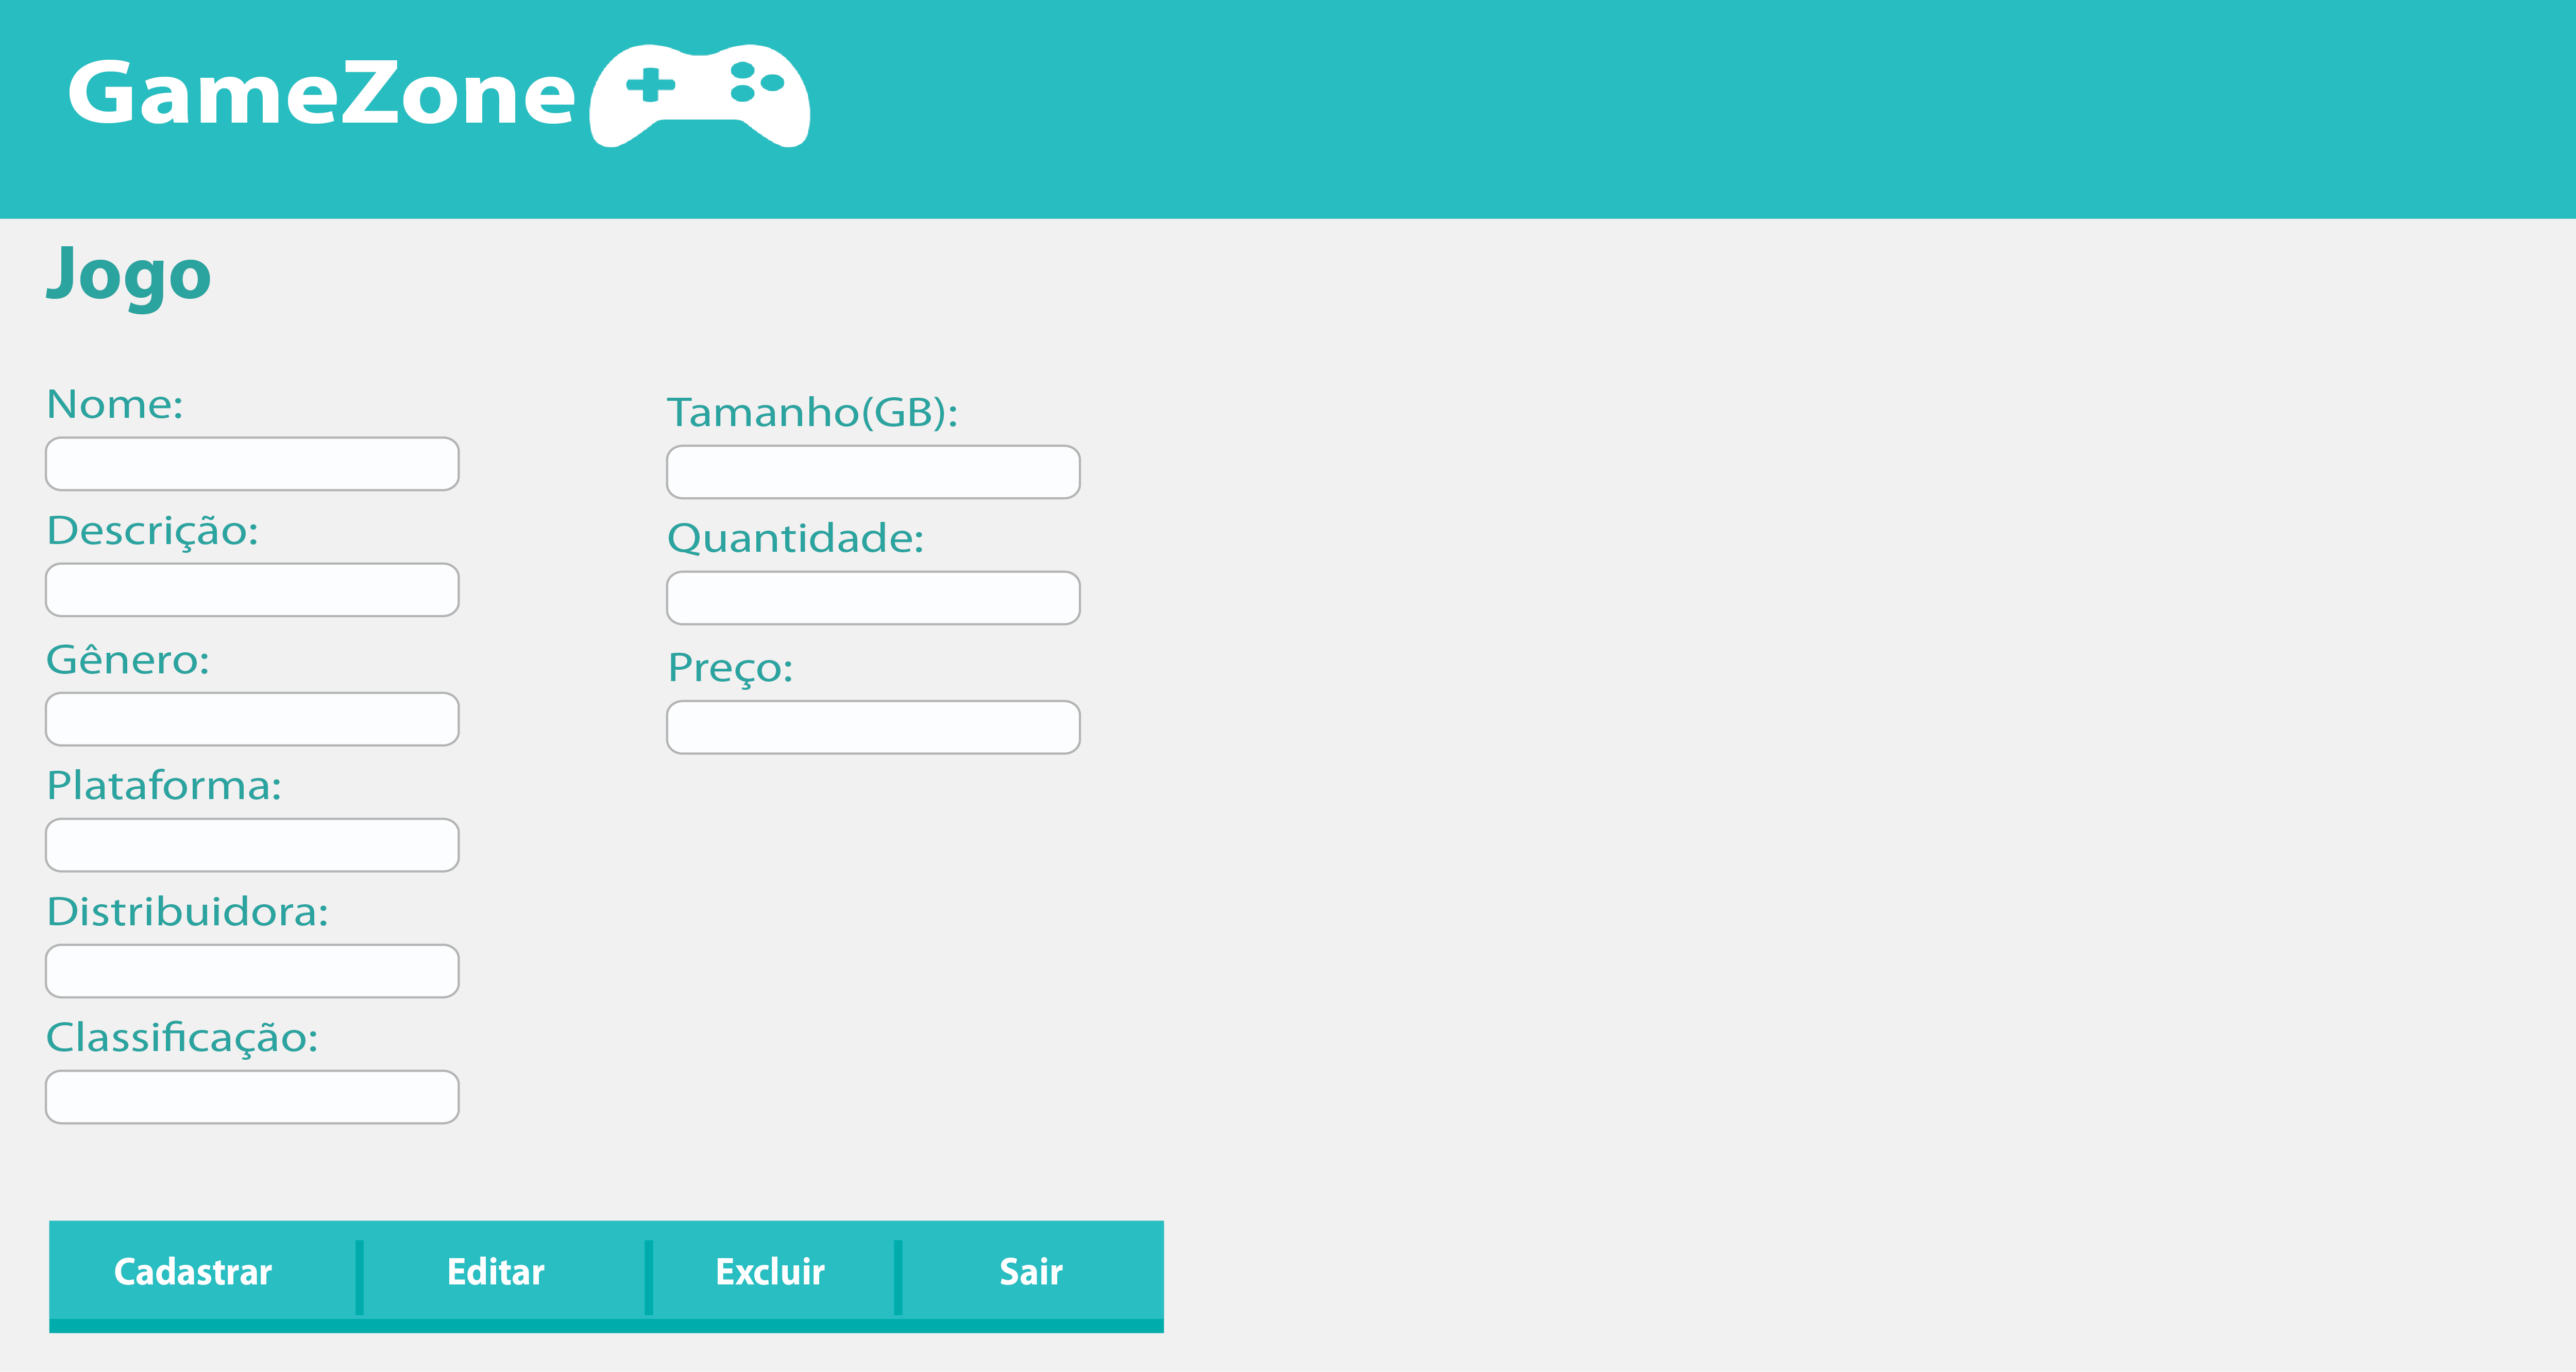 GameZone
Jogo
Nome:
Descrição:
Gênero:
Plataforma:
Distribuidora:
Classificação:
Tamanho(GB):
Quantidade:
Preço:
Cadastrar Editar Excluir Sair